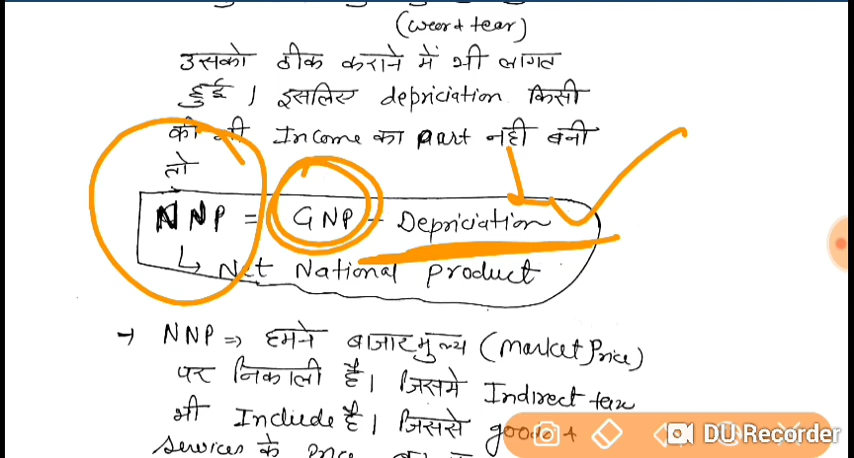 (wear + tear)
उसको ठीक कराने में भी लागत
हुई। इसलिए depriciation किसी
की भी Income का part नही बनी
तो
NNP = GNP - Depriciation
↳ Net National Product
→ NNP ⇒ हमने बाजार मुल्य (market Price)
पर निकाली है। जिसमे Indirect tax
भी Include है। जिससे goods +
services के
DU Recorder